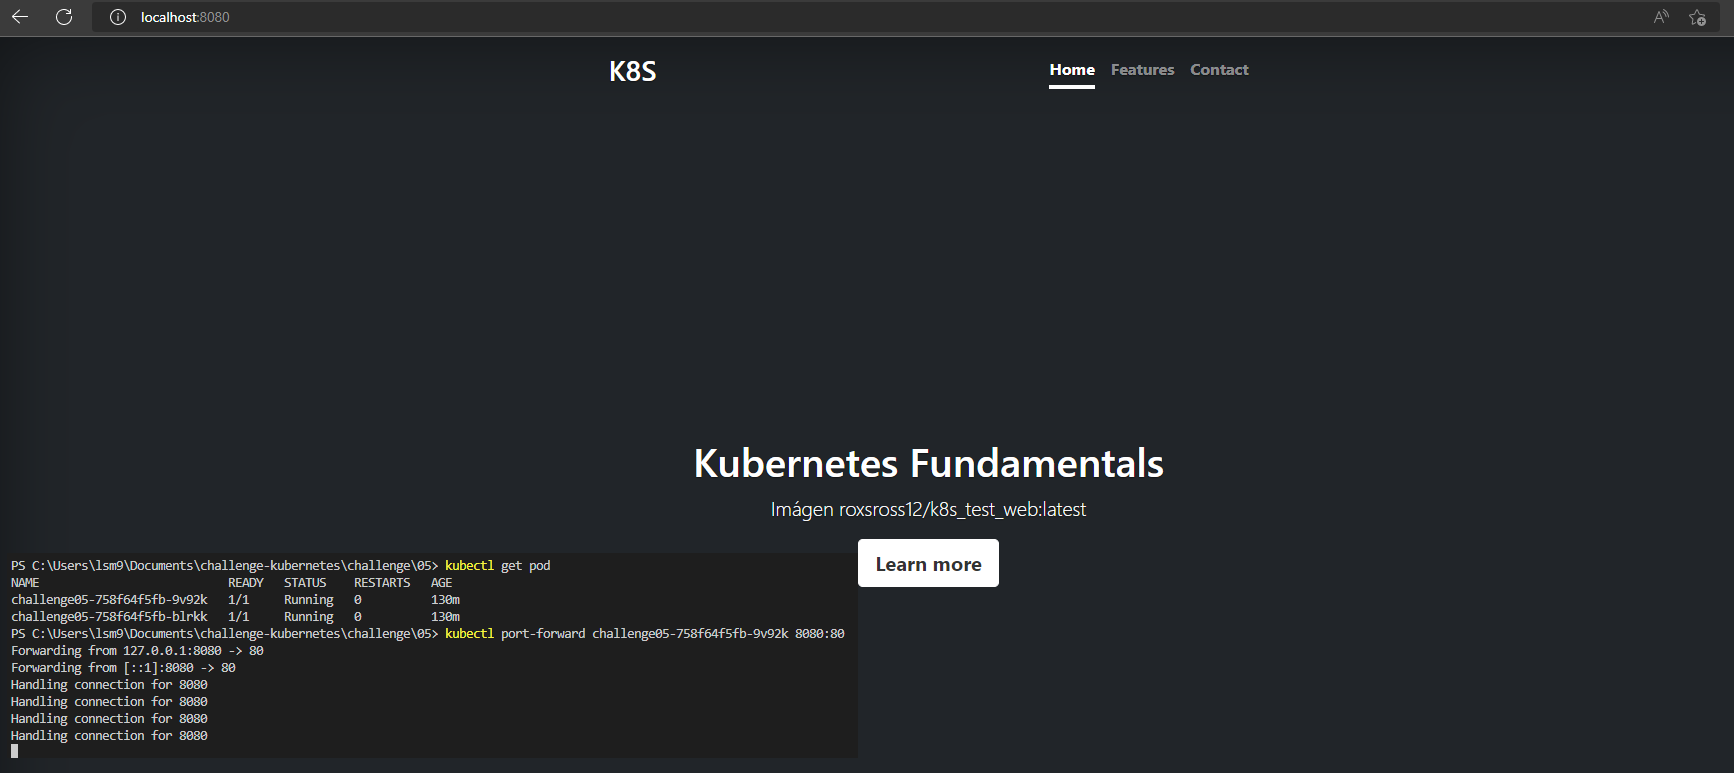 localhost:8080
K8S
Home Features Contact
Kubernetes Fundamentals
Imágen roxsross12/k8s_test_web:latest
Learn more
PS C:\Users\lsm9\Documents\challenge-kubernetes\challenge\05> kubectl get pod
NAME READY STATUS RESTARTS AGE
challenge05-758f64f5fb-9v92k 1/1 Running 0 130m
challenge05-758f64f5fb-blrkk 1/1 Running 0 130m
PS C:\Users\lsm9\Documents\challenge-kubernetes\challenge\05> kubectl port-forward challenge05-758f64f5fb-9v92k 8080:80
Forwarding from 127.0.0.1:8080 -> 80
Forwarding from [::1]:8080 -> 80
Handling connection for 8080
Handling connection for 8080
Handling connection for 8080
Handling connection for 8080